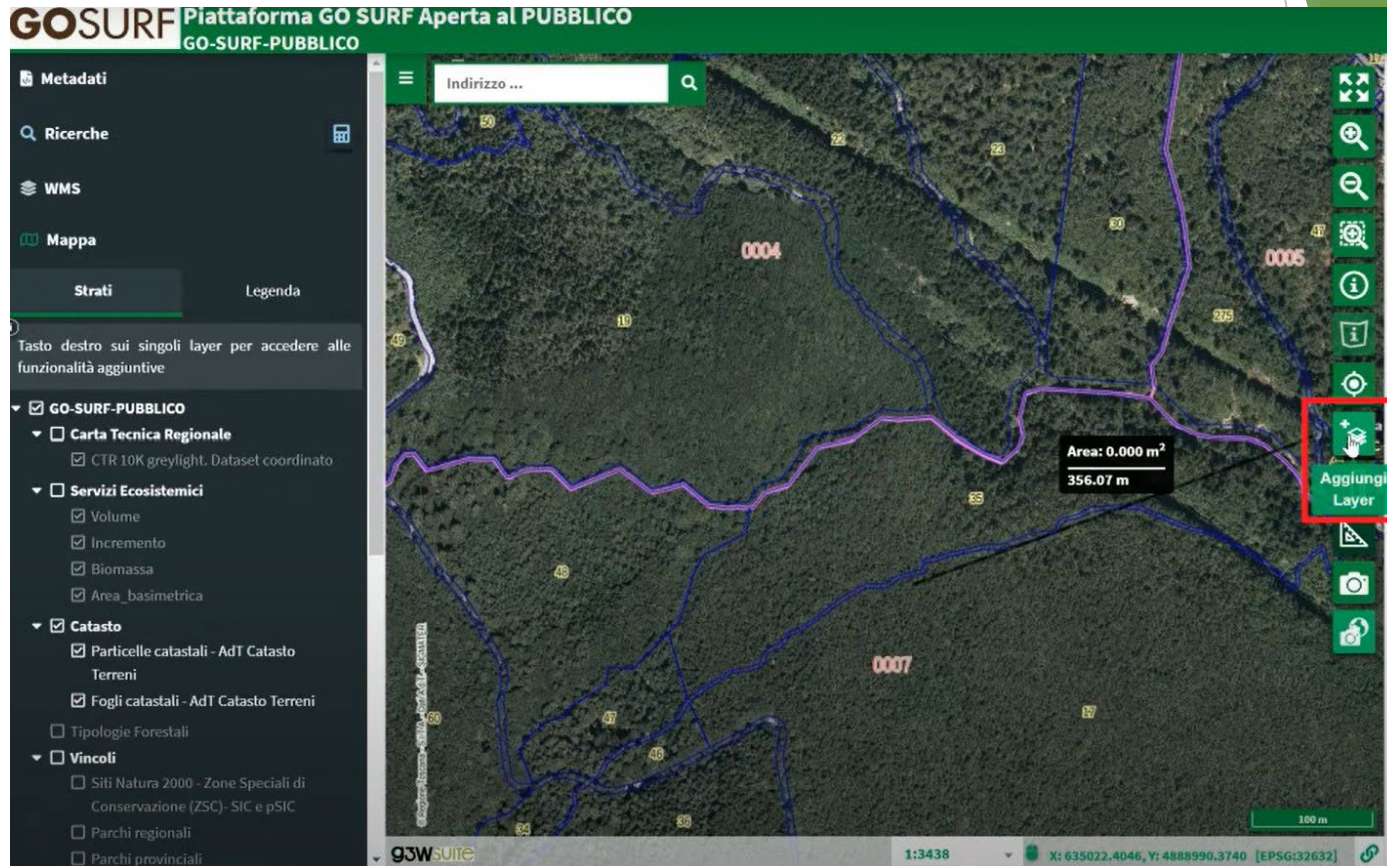 GOSURF
Piattaforma GO SURF Aperta al PUBBLICO
GO-SURF-PUBBLICO
Metadati
Ricerche
WMS
Mappa
Strati
Legenda
Tasto destro sui singoli layer per accedere alle
funzionalità aggiuntive
GO-SURF-PUBBLICO
Carta Tecnica Regionale
CTR 10K greylight. Dataset coordinato
Servizi Ecosistemici
Volume
Incremento
Biomassa
Area_basimetrica
Catasto
Particelle catastali - AdT Catasto
Terreni
Fogli catastali - AdT Catasto Terreni
Tipologie Forestali
Vincoli
Siti Natura 2000 - Zone Speciali di
Conservazione (ZSC)- SIC e pSIC
Parchi regionali
Parchi provinciali
Indirizzo ...
50
22
23
30
47
0004
0005
275
19
49
Area: 0.000 m²
356.07 m
Aggiungi
Layer
35
48
0007
17
60
47
46
34
36
100 m
G3WSUITE
1:3438
X: 635022.4046, Y: 4888990.3740 [EPSG:32632]